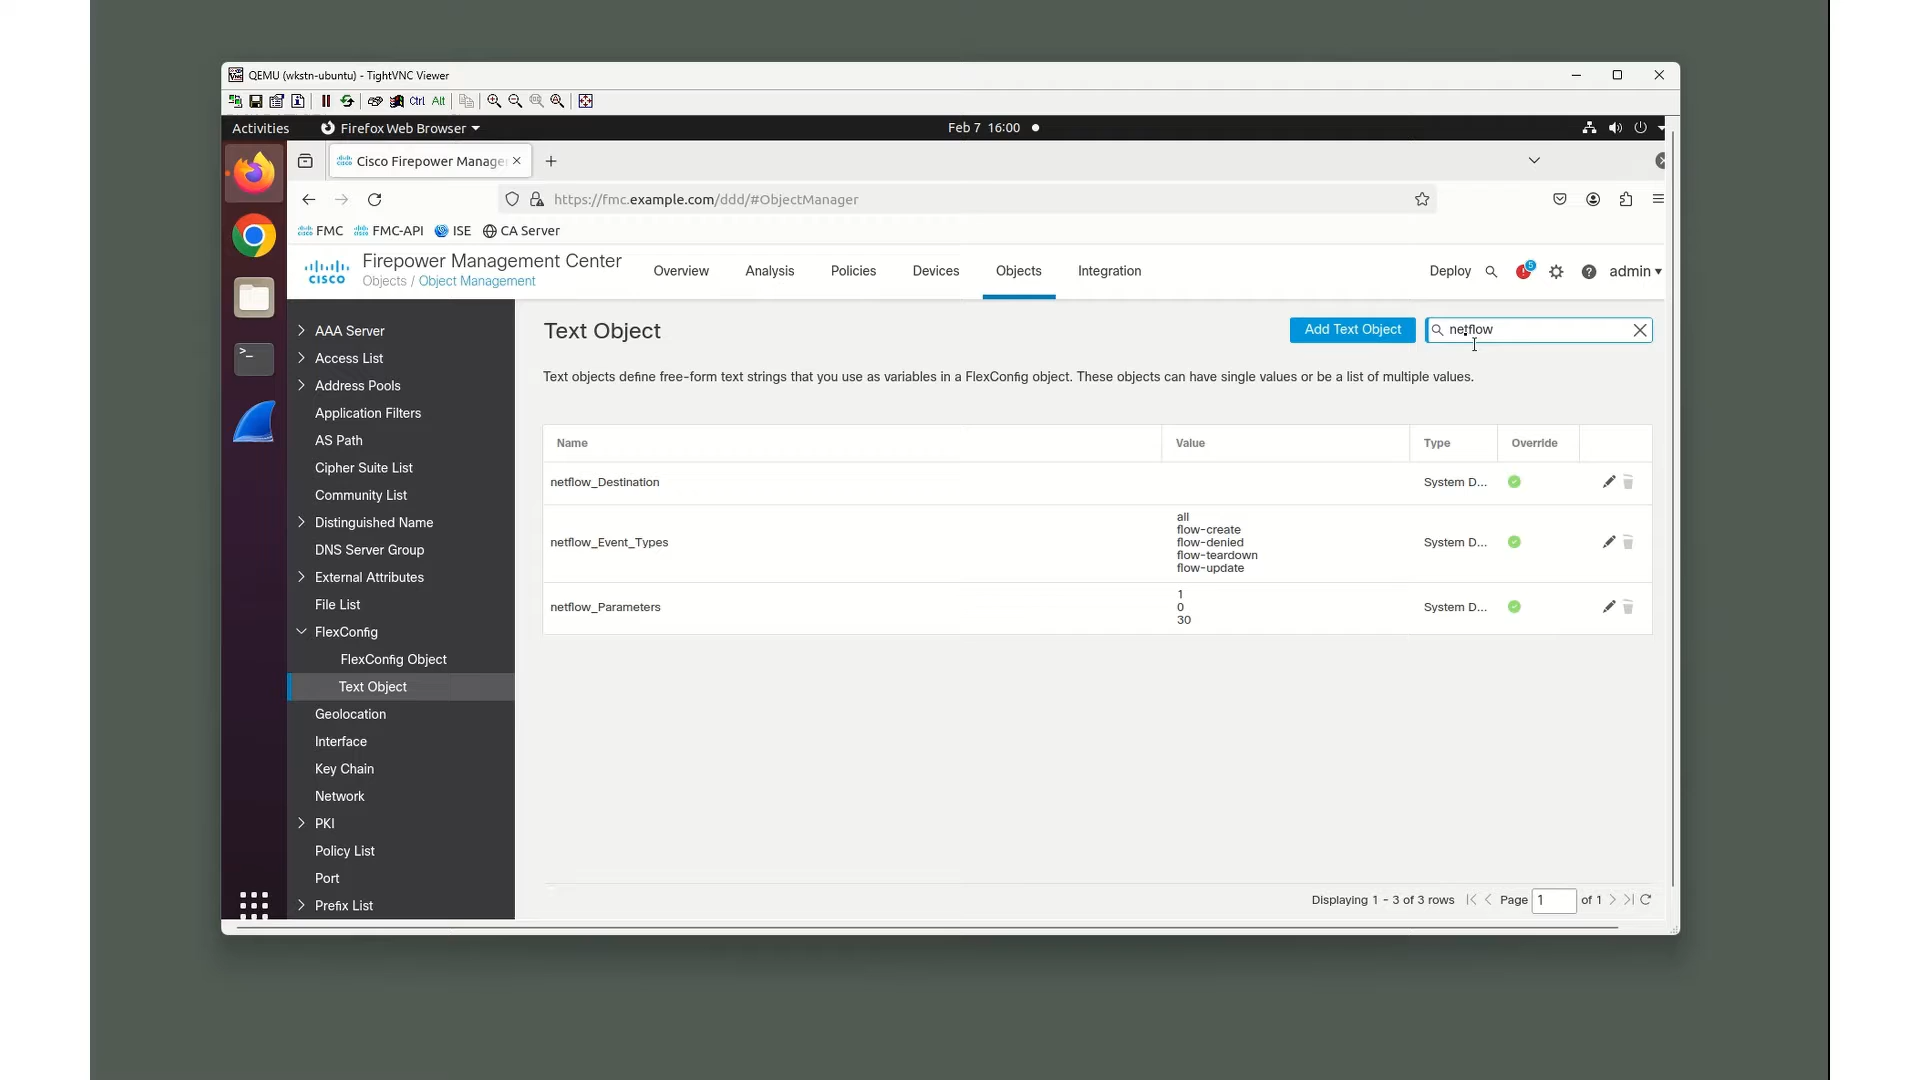 QEMU (wkstn-ubuntu) - TightVNC Viewer
Ctrl Alt
Activities Firefox Web Browser Feb 7 16:00
Cisco Firepower Manage
https://fmc.example.com/ddd/#ObjectManager
FMC FMC-API ISE CA Server
CISCO
Firepower Management Center
Objects / Object Management
Overview Analysis Policies Devices Objects Integration
Deploy 5 ? admin
AAA Server
Access List
Address Pools
Application Filters
AS Path
Cipher Suite List
Community List
Distinguished Name
DNS Server Group
External Attributes
File List
FlexConfig
FlexConfig Object
Text Object
Geolocation
Interface
Key Chain
Network
PKI
Policy List
Port
Prefix List
Text Object
Add Text Object
netflow
Text objects define free-form text strings that you use as variables in a FlexConfig object. These objects can have single values or be a list of multiple values.
Name Value Type Override
netflow_Destination System D...
netflow_Event_Types
all
flow-create
flow-denied
flow-teardown
flow-update
System D...
netflow_Parameters
1
0
30
System D...
Displaying 1 - 3 of 3 rows Page 1 of 1